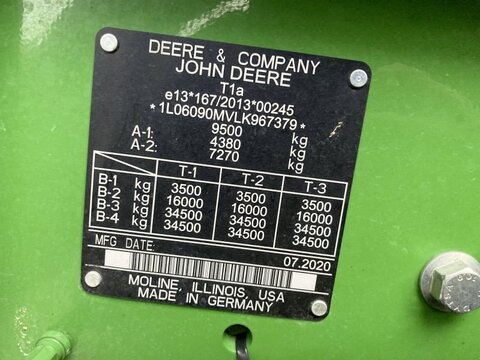 DEERE & COMPANY
JOHN DEERE
T1a
e13*167/2013*00245
*1L06090MVLK967379*
9500 kg
A-1: 4380 kg
A-2: 7270 kg
T-1 T-2 T-3
B-1 kg 3500 3500 3500
B-2 kg 16000 16000 16000
B-3 kg 34500 34500 34500
B-4 kg 34500 34500 34500
MFG DATE: 07.2020
MOLINE, ILLINOIS, USA
MADE IN GERMANY